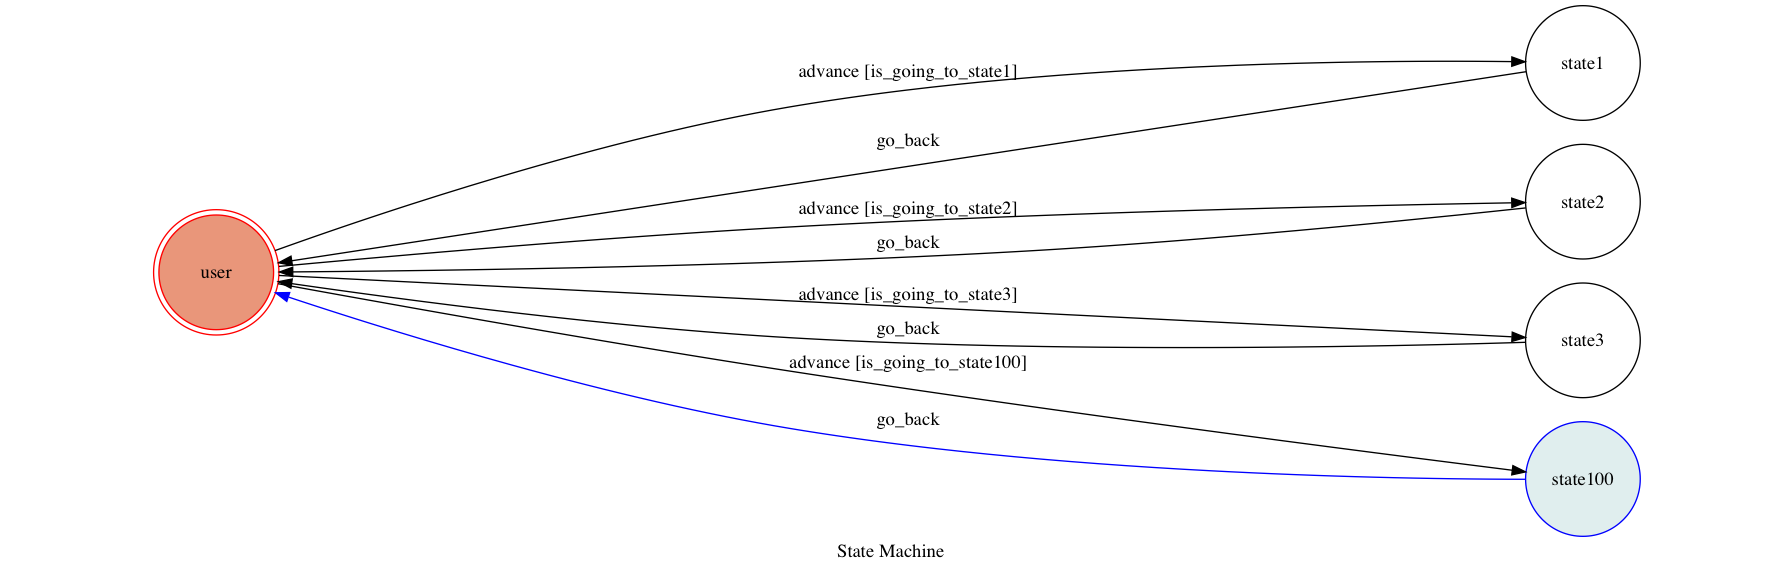 advance [is_going_to_state1]
state1
go_back
advance [is_going_to_state2]
state2
go_back
user
advance [is_going_to_state3]
go_back
state3
advance [is_going_to_state100]
go_back
state100
State Machine